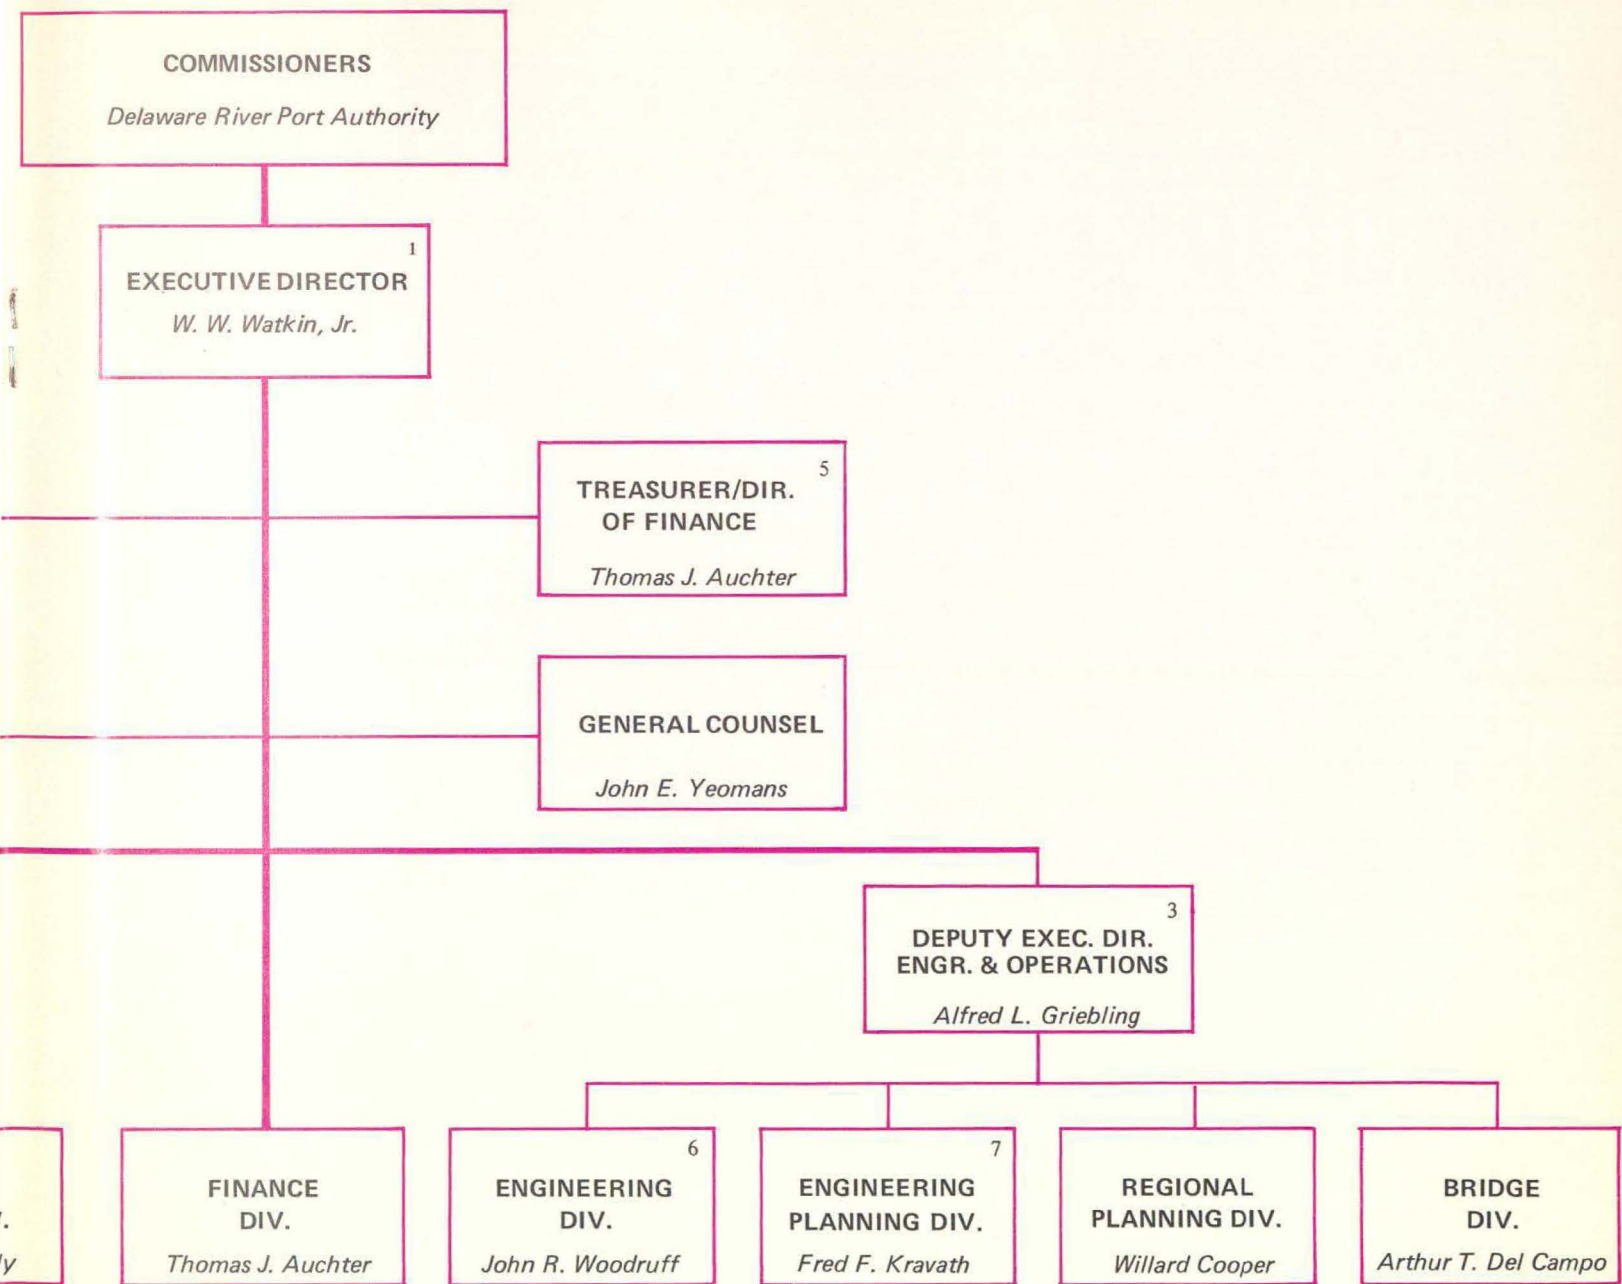 COMMISSIONERS
Delaware River Port Authority
1
EXECUTIVE DIRECTOR
W. W. Watkin, Jr.
5
TREASURER/DIR.
OF FINANCE
Thomas J. Auchter
GENERAL COUNSEL
John E. Yeomans
3
DEPUTY EXEC. DIR.
ENGR. & OPERATIONS
Alfred L. Griebling
FINANCE
DIV.
Thomas J. Auchter
6
ENGINEERING
DIV.
John R. Woodruff
7
ENGINEERING
PLANNING DIV.
Fred F. Kravath
REGIONAL
PLANNING DIV.
Willard Cooper
BRIDGE
DIV.
Arthur T. Del Campo